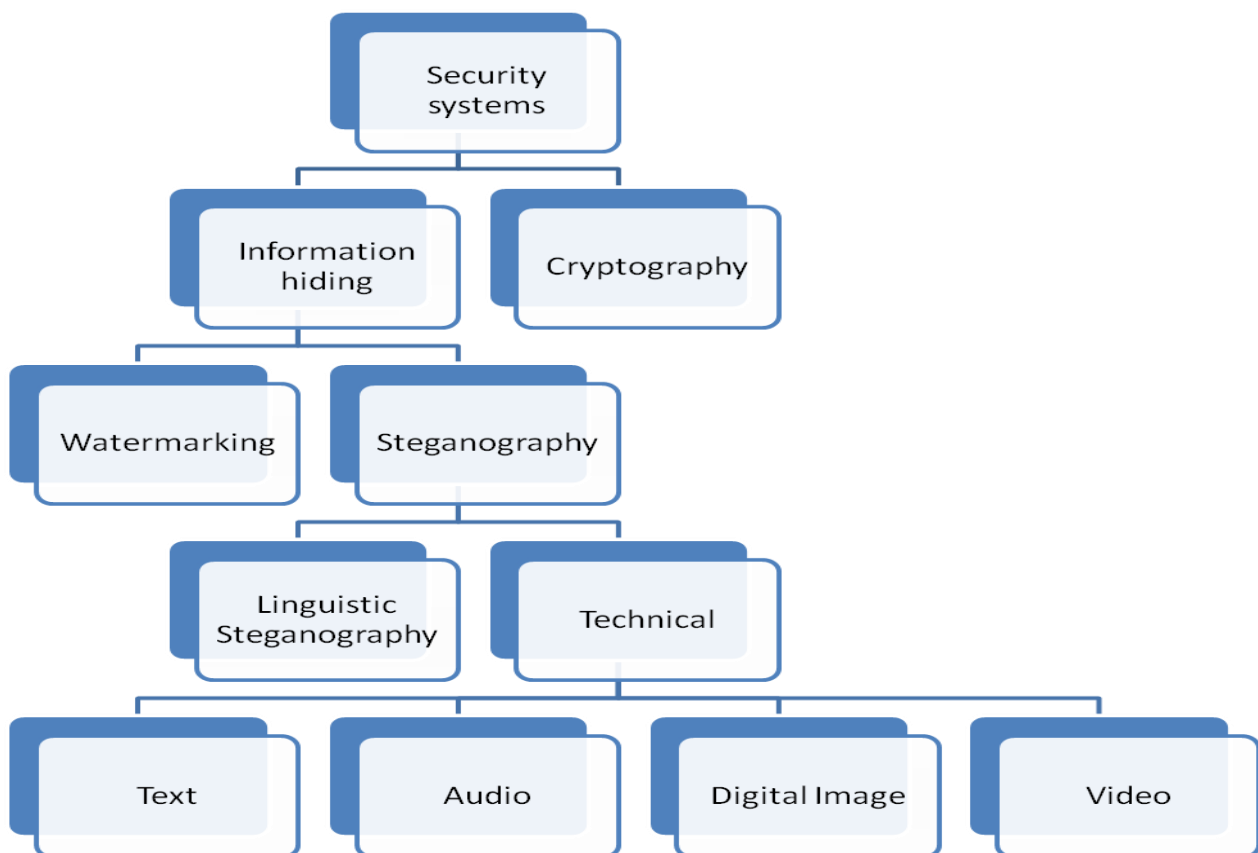 Security
systems
Information
hiding
Cryptography
Watermarking
Steganography
Linguistic
Steganography
Technical
Text
Audio
Digital Image
Video